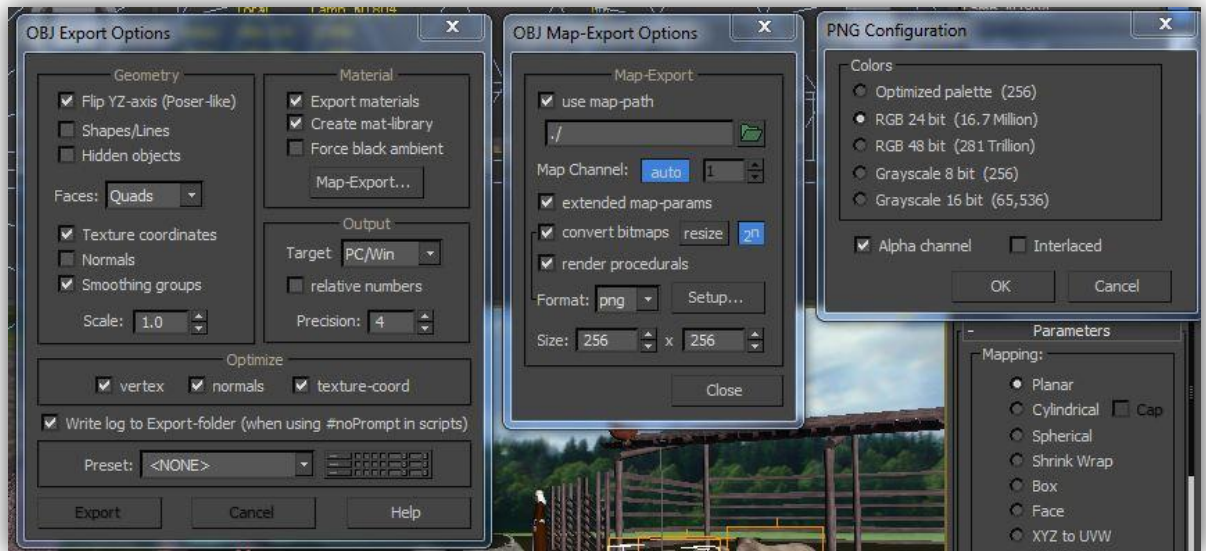 Local
OBJ Export Options
X
Geometry
Flip YZ-axis (Poser-like)
Shapes/Lines
Hidden objects
Faces: Quads
Texture coordinates
Normals
Smoothing groups
Scale: 1.0
Material
Export materials
Create mat-library
Force black ambient
Map-Export...
Output
Target PC/Win
relative numbers
Precision: 4
Optimize
vertex normals texture-coord
Write log to Export-folder (when using #noPrompt in scripts)
Preset: <NONE>
Export Cancel Help
OBJ Map-Export Options
X
Map-Export
use map-path
./
Map Channel: auto 1
extended map-params
convert bitmaps resize 2ⁿ
render procedurals
Format: png Setup...
Size: 256 x 256
Close
PNG Configuration
X
Colors
Optimized palette (256)
RGB 24 bit (16.7 Million)
RGB 48 bit (281 Trillion)
Grayscale 8 bit (256)
Grayscale 16 bit (65,536)
Alpha channel Interlaced
OK Cancel
- Parameters
Mapping:
Planar
Cylindrical Cap
Spherical
Shrink Wrap
Box
Face
XYZ to UVW